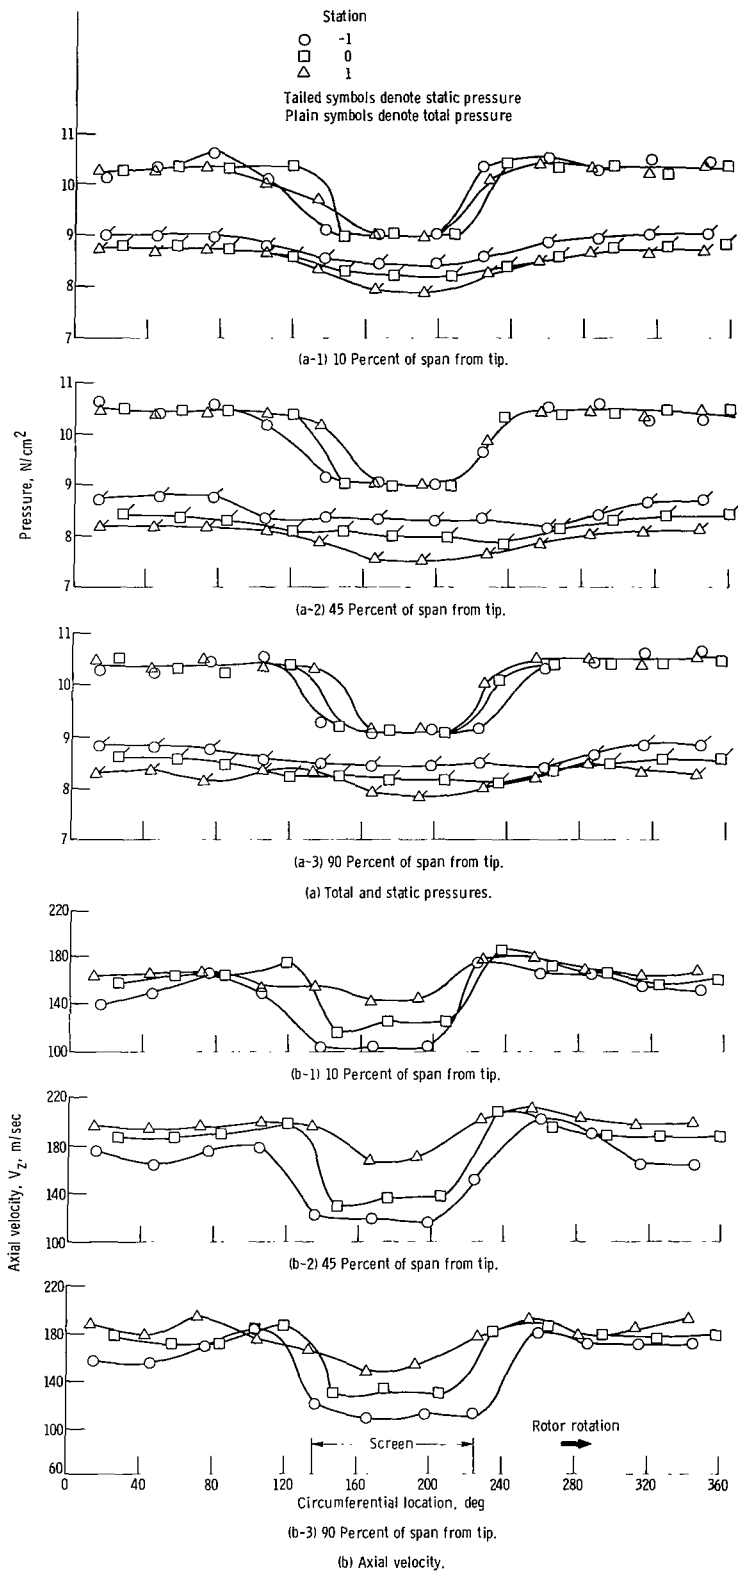 Station
-1
0
1
Tailed symbols denote static pressure
Plain symbols denote total pressure
11
10
9
8
7
(a-1) 10 Percent of span from tip.
11
10
9
8
7
Pressure, N/cm²
(a-2) 45 Percent of span from tip.
11
10
9
8
7
(a-3) 90 Percent of span from tip.
(a) Total and static pressures.
220
180
140
100
(b-1) 10 Percent of span from tip.
220
180
140
100
Axial velocity, V_z, m/sec
(b-2) 45 Percent of span from tip.
220
180
140
100
60
Screen
Rotor rotation
0 40 80 120 160 200 240 280 320 360
Circumferential location, deg
(b-3) 90 Percent of span from tip.
(b) Axial velocity.